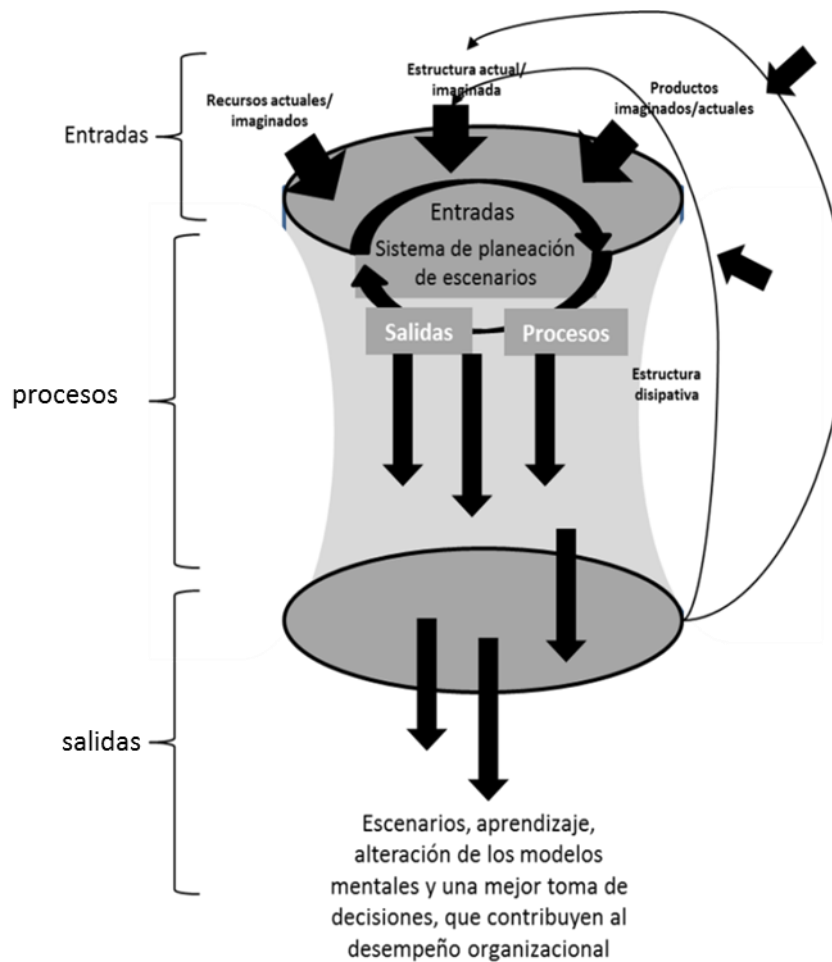 Estructura actual/
imaginada
Recursos actuales/
imaginados
Productos
imaginados/actuales
Entradas
Entradas
Sistema de planeación
de escenarios
Salidas
Procesos
Estructura
disipativa
procesos
salidas
Escenarios, aprendizaje,
alteración de los modelos
mentales y una mejor toma de
decisiones, que contribuyen al
desempeño organizacional